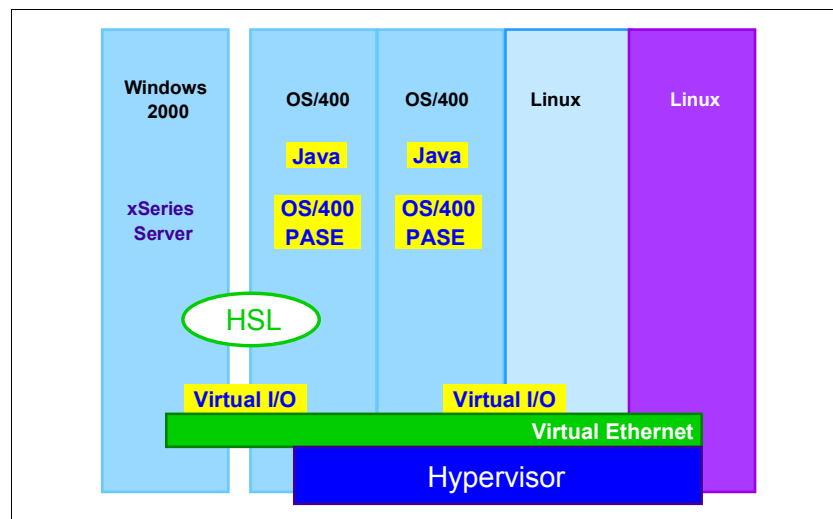 Windows
2000
OS/400
OS/400
Linux
Linux
Java
Java
xSeries
Server
OS/400
PASE
OS/400
PASE
HSL
Virtual I/O
Virtual I/O
Virtual Ethernet
Hypervisor